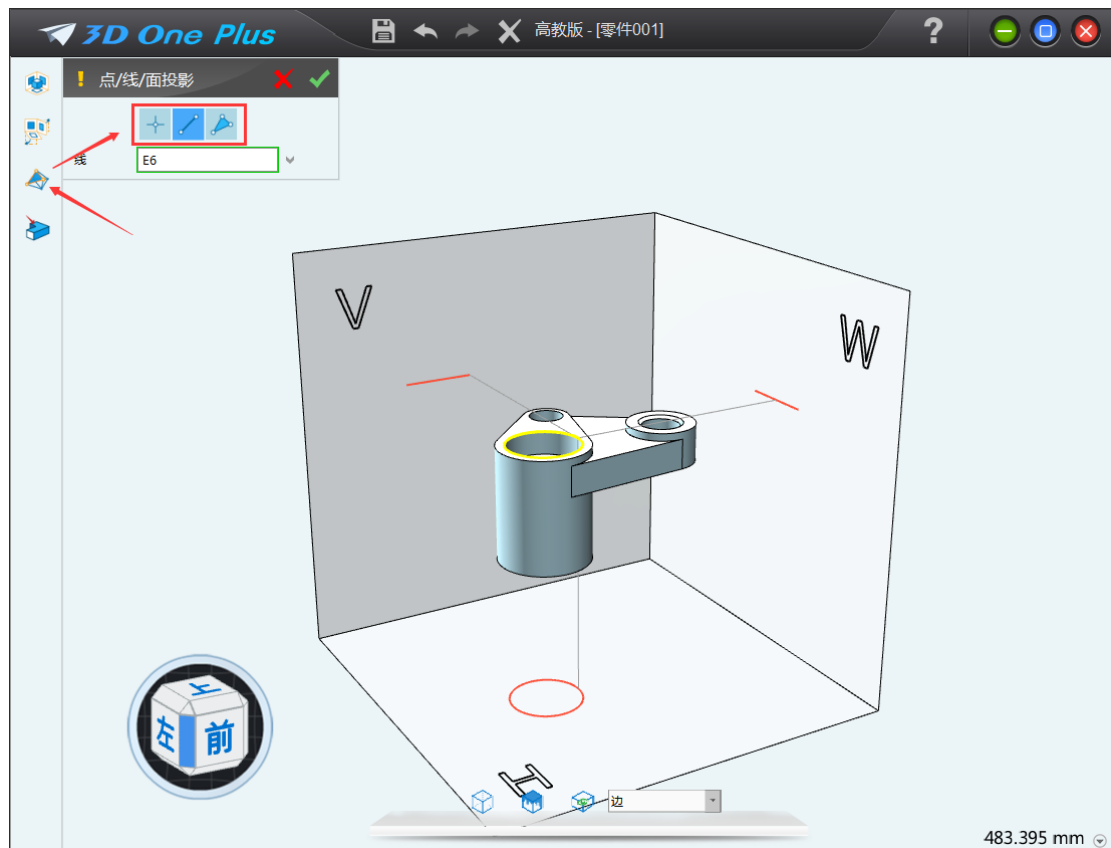 3D One Plus
高教版 - [零件001]
?
! 点/线/面投影
线
E6
V
W
左
上
前
H
边
483.395 mm